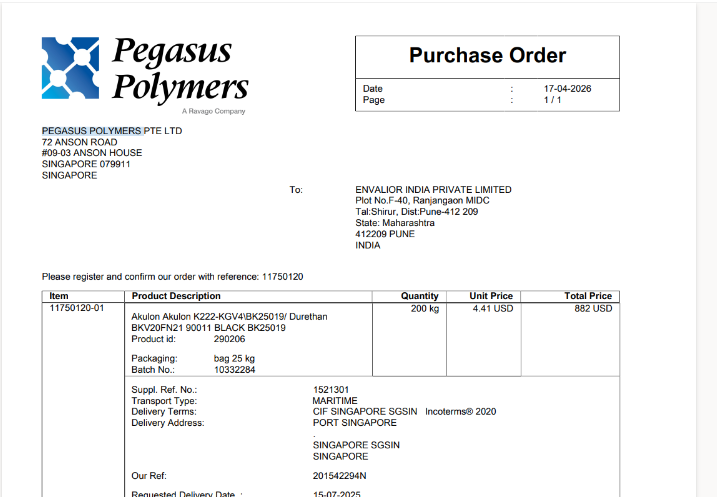 Pegasus
Polymers
A Ravago Company
Purchase Order
Date : 17-04-2026
Page : 1 / 1
PEGASUS POLYMERS PTE LTD
72 ANSON ROAD
#09-03 ANSON HOUSE
SINGAPORE 079911
SINGAPORE
To: ENVALIOR INDIA PRIVATE LIMITED
Plot No.F-40, Ranjangaon MIDC
Tal:Shirur, Dist:Pune-412 209
State: Maharashtra
412209 PUNE
INDIA
Please register and confirm our order with reference: 11750120
Item Product Description Quantity Unit Price Total Price
11750120-01 200 kg 4.41 USD 882 USD
Akulon Akulon K222-KGV4\BK25019/ Durethan
BKV20FN21 90011 BLACK BK25019
Product id: 290206
Packaging: bag 25 kg
Batch No.: 10332284
Suppl. Ref. No.: 1521301
Transport Type: MARITIME
Delivery Terms: CIF SINGAPORE SGSIN Incoterms® 2020
Delivery Address: PORT SINGAPORE
.
SINGAPORE SGSIN
SINGAPORE
Our Ref: 201542294N
Requested Delivery Date : 15-07-2025